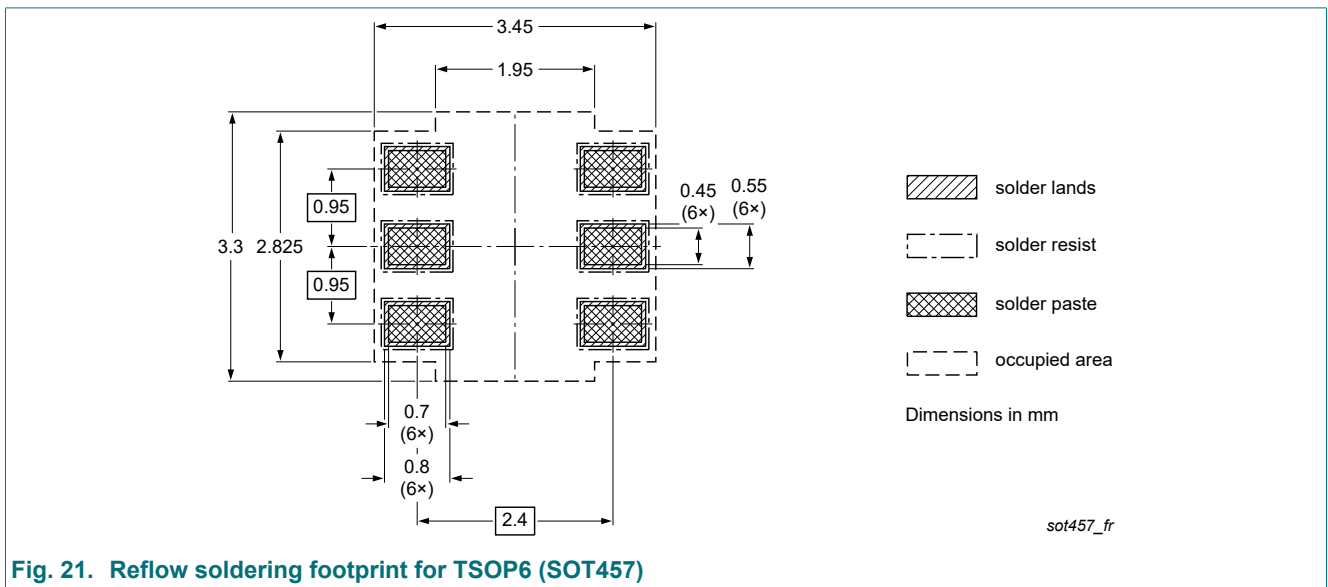 3.45
1.95
0.95
3.3
2.825
0.95
0.45
(6×)
0.55
(6×)
0.7
(6×)
0.8
(6×)
2.4
solder lands
solder resist
solder paste
occupied area
Dimensions in mm
sot457_fr
Fig. 21. Reflow soldering footprint for TSOP6 (SOT457)